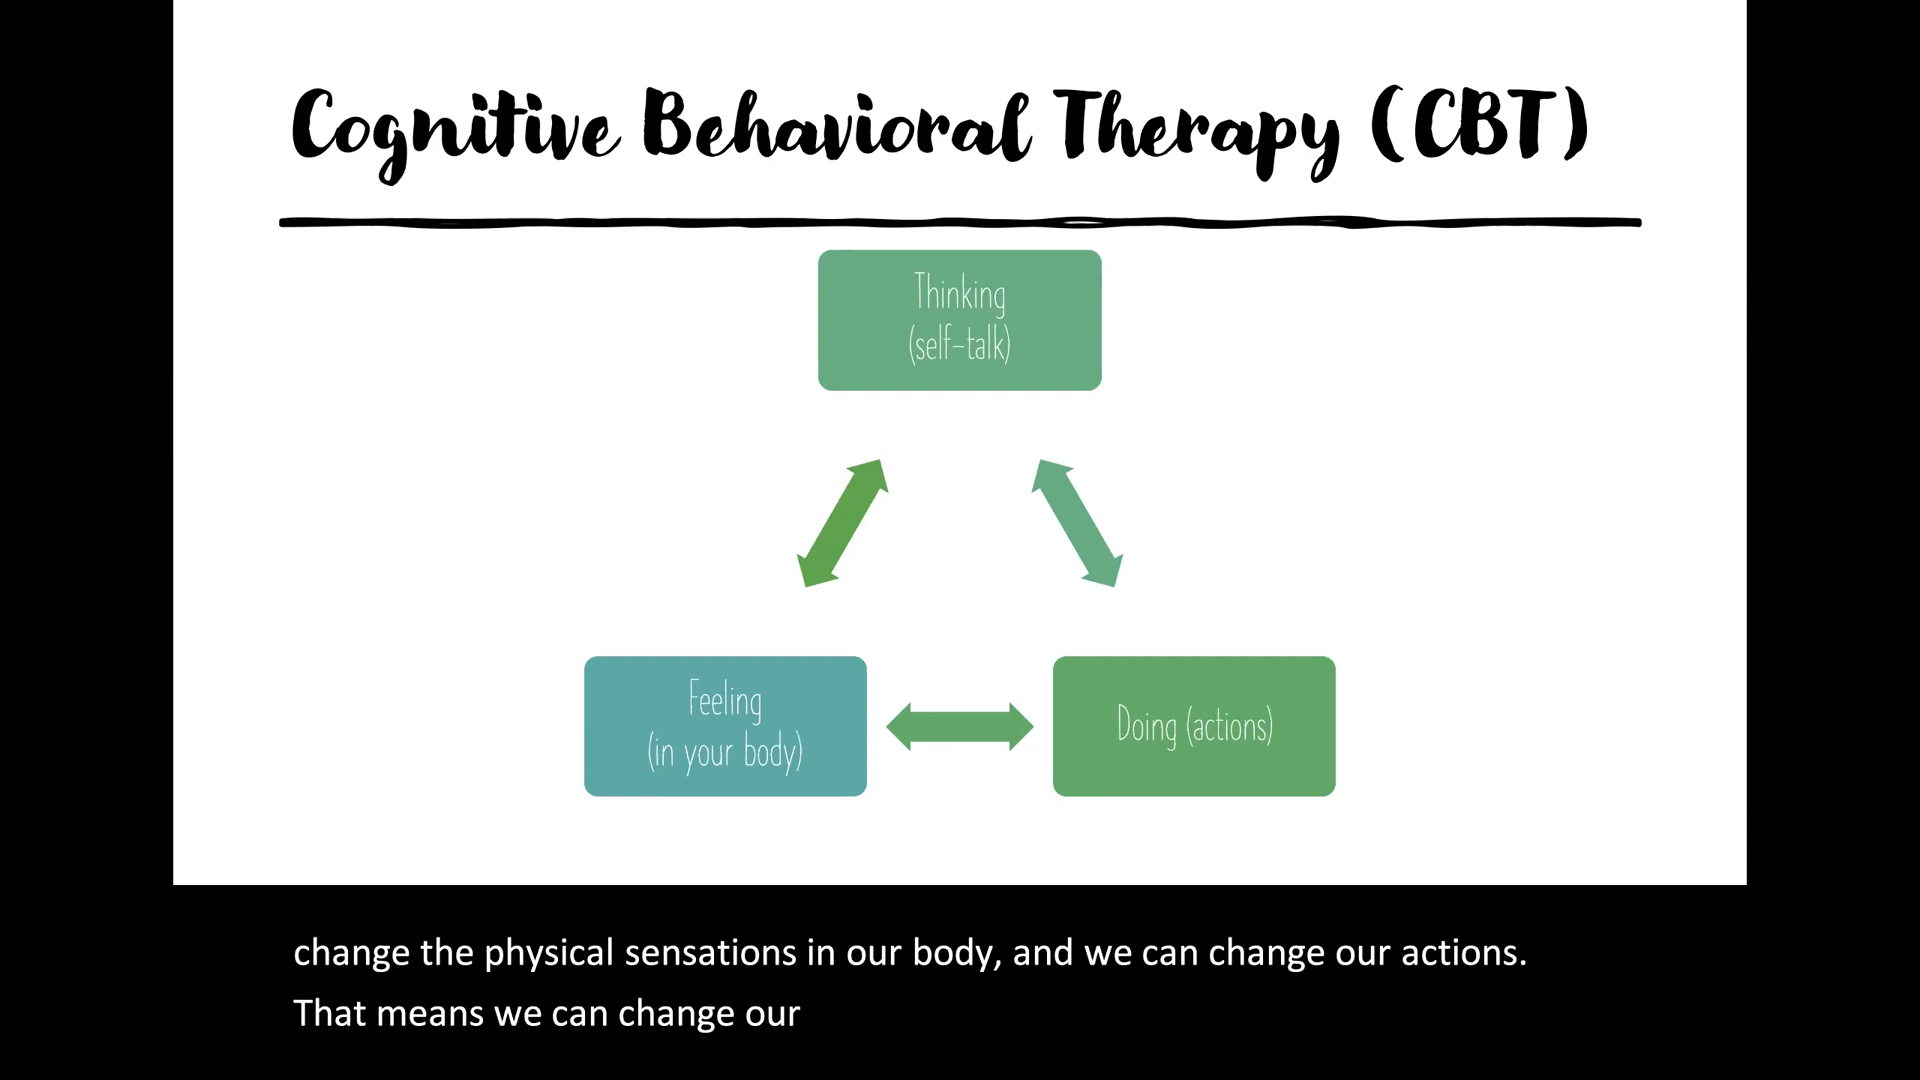 Cognitive Behavioral Therapy (CBT)
Thinking
(self-talk)
Feeling
(in your body)
Doing (actions)
change the physical sensations in our body, and we can change our actions.
That means we can change our